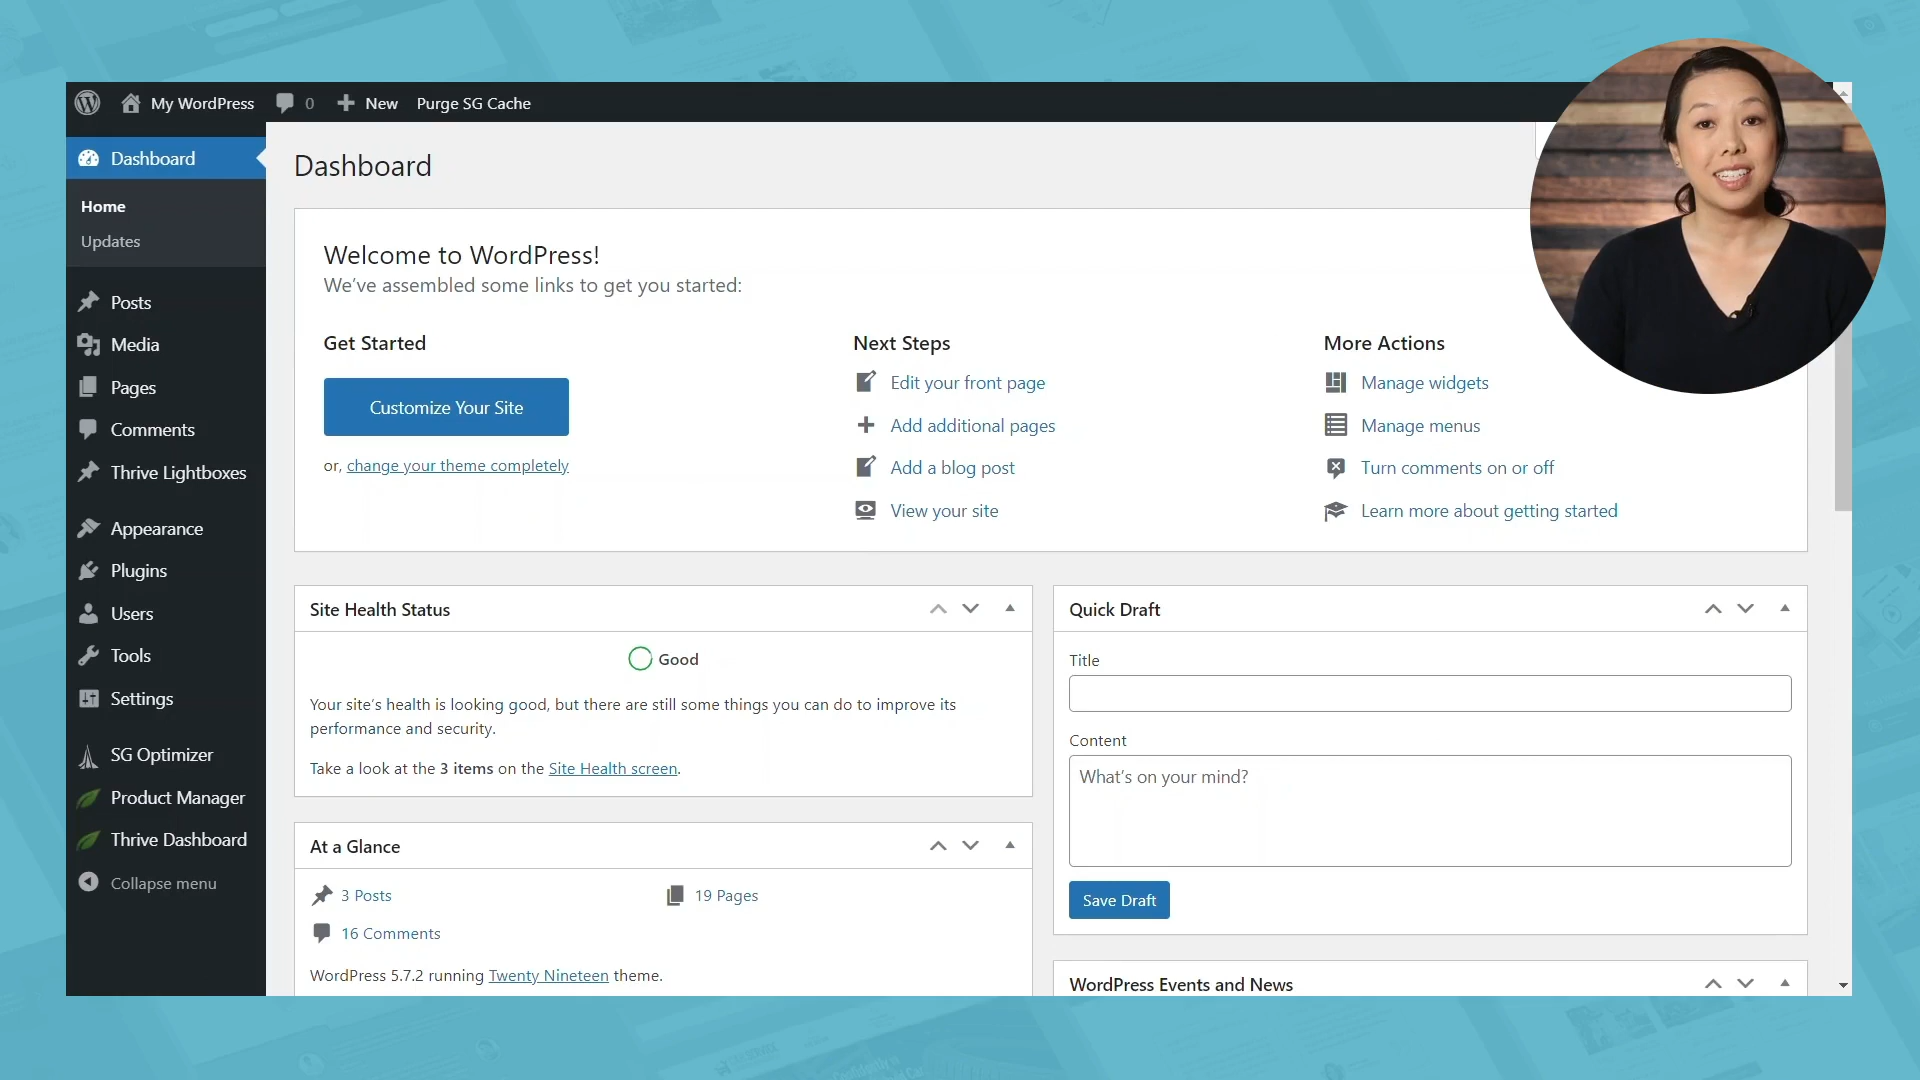 My WordPress
0
New
Purge SG Cache
Dashboard
Home
Updates
Posts
Media
Pages
Comments
Thrive Lightboxes
Appearance
Plugins
Users
Tools
Settings
SG Optimizer
Product Manager
Thrive Dashboard
Collapse menu
Dashboard
Welcome to WordPress!
We’ve assembled some links to get you started:
Get Started
Customize Your Site
or, change your theme completely
Next Steps
Edit your front page
Add additional pages
Add a blog post
View your site
More Actions
Manage widgets
Manage menus
Turn comments on or off
Learn more about getting started
Site Health Status
Good
Your site’s health is looking good, but there are still some things you can do to improve its
performance and security.
Take a look at the 3 items on the Site Health screen.
At a Glance
3 Posts
19 Pages
16 Comments
WordPress 5.7.2 running Twenty Nineteen theme.
Quick Draft
Title
Content
What’s on your mind?
Save Draft
WordPress Events and News